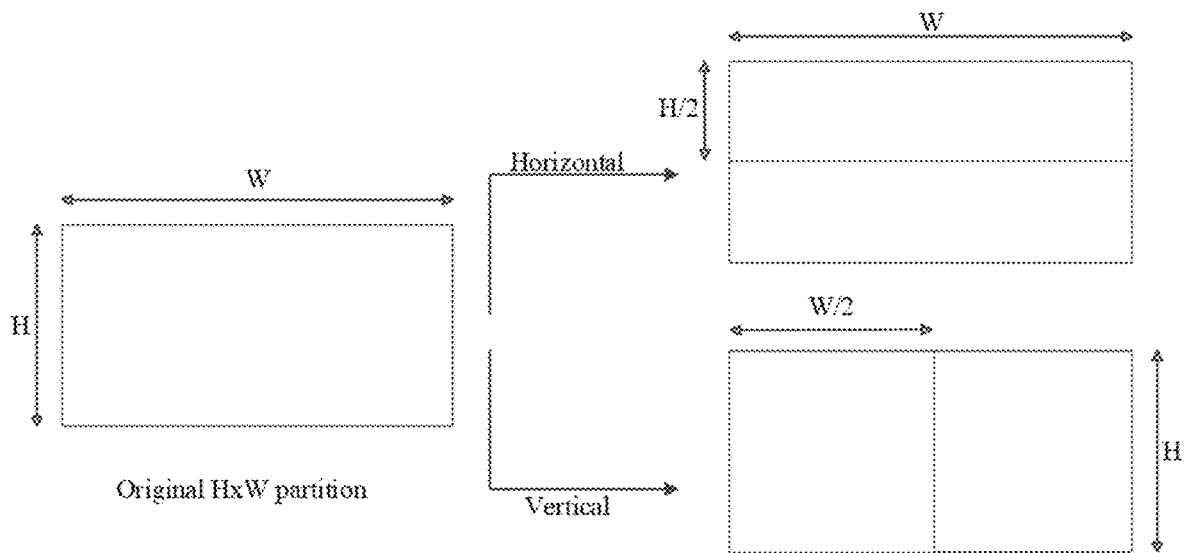 W
H
Original HxW partition
Horizontal
Vertical
W
H/2
W/2
H